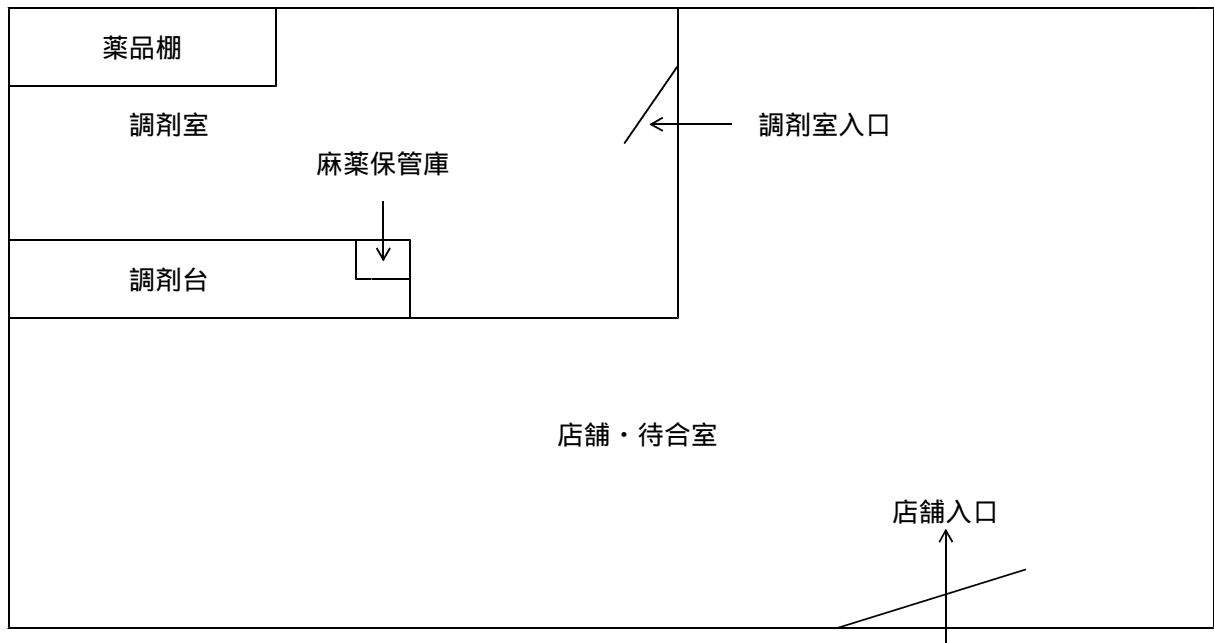 薬品棚
調剤室
調剤室入口
麻薬保管庫
調剤台
店舗・待合室
店舗入口